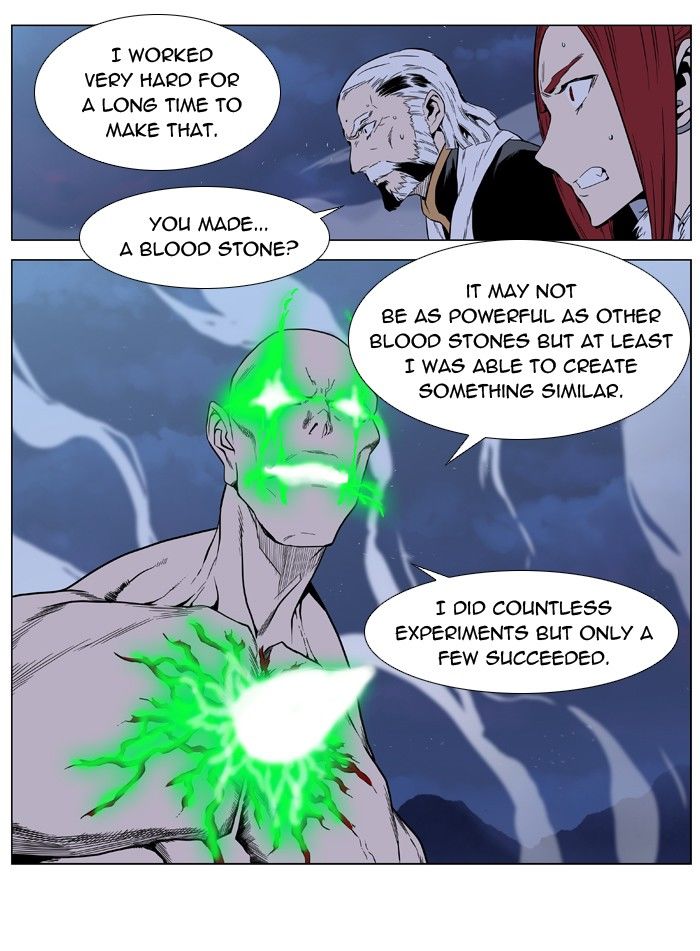 I WORKED
VERY HARD FOR
A LONG TIME TO
MAKE THAT.
YOU MADE...
A BLOOD STONE?
IT MAY NOT
BE AS POWERFUL AS OTHER
BLOOD STONES BUT AT LEAST
I WAS ABLE TO CREATE
SOMETHING SIMILAR.
I DID COUNTLESS
EXPERIMENTS BUT ONLY A
FEW SUCCEEDED.